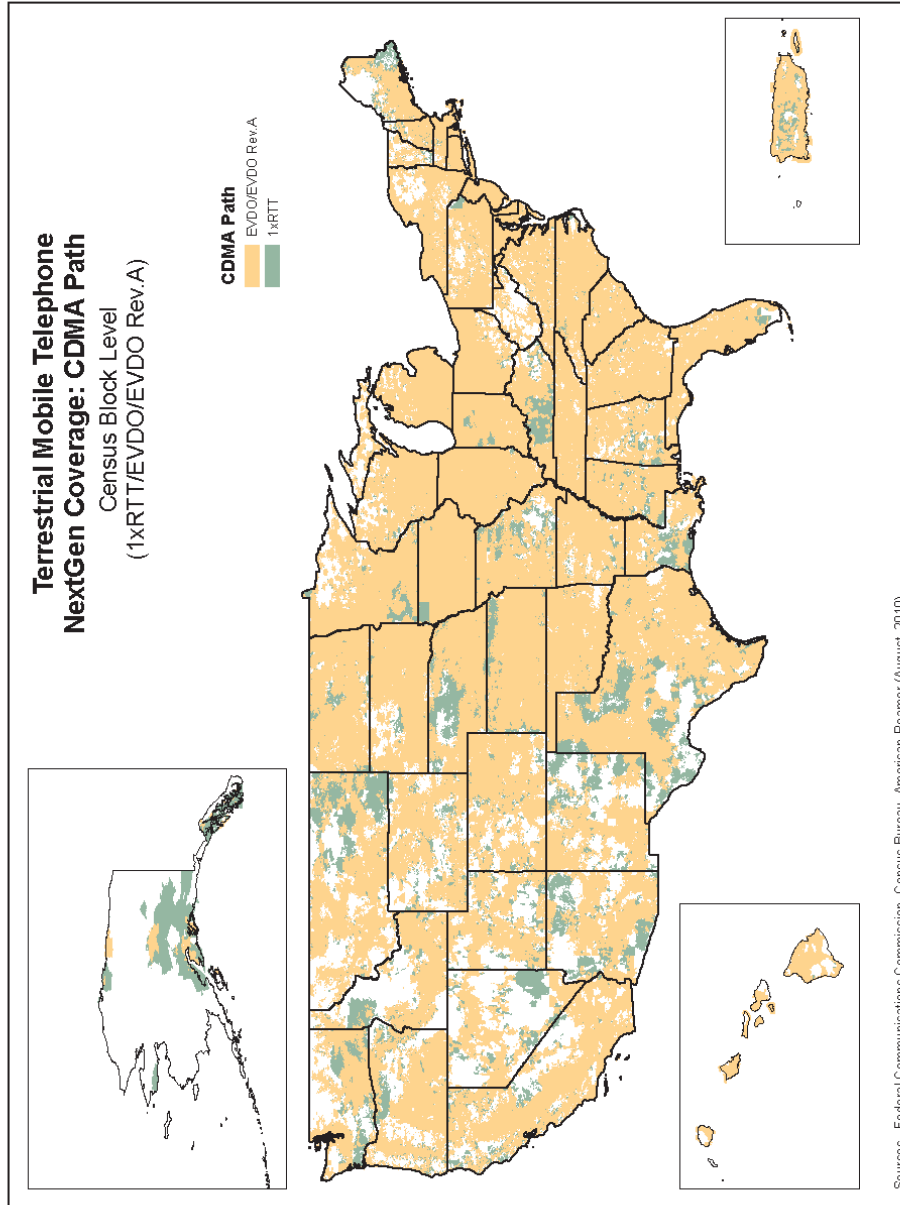 Terrestrial Mobile Telephone
NextGen Coverage: CDMA Path
Census Block Level
(1xRTT/EVDO/EVDO Rev.A)
CDMA Path
EVDO/EVDO Rev.A
1xRTT
Sources: Federal Communications Commission, Census Bureau, American Roamer (August, 2010)